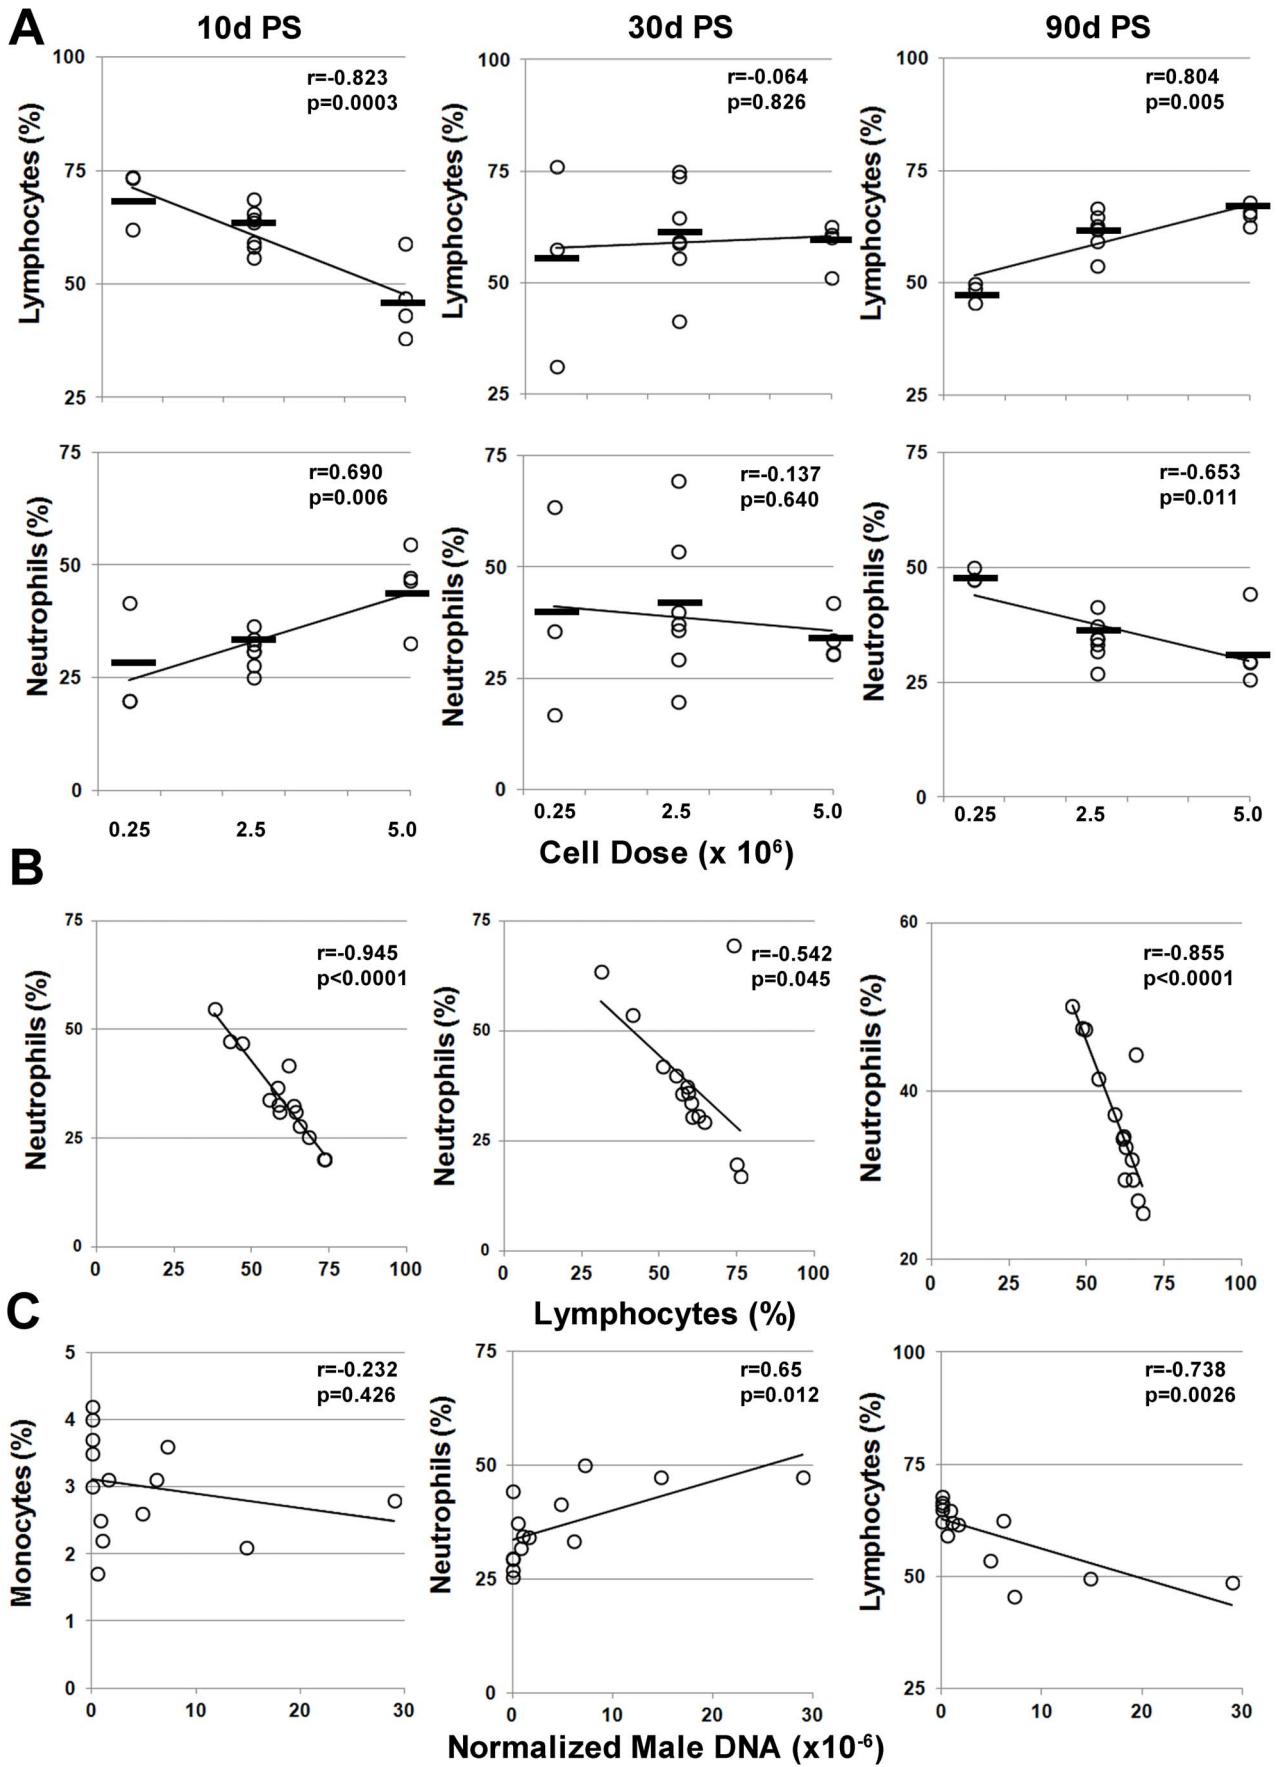 A
10d PS
30d PS
90d PS
Lymphocytes (%)
100
75
50
25
r=-0.823
p=0.0003
Lymphocytes (%)
100
75
50
25
r=-0.064
p=0.826
Lymphocytes (%)
100
75
50
25
r=0.804
p=0.005
Neutrophils (%)
75
50
25
0
r=0.690
p=0.006
0.25 2.5 5.0
Neutrophils (%)
75
50
25
0
r=-0.137
p=0.640
0.25 2.5 5.0
Neutrophils (%)
75
50
25
0
r=-0.653
p=0.011
0.25 2.5 5.0
Cell Dose (x 10⁶)
B
Neutrophils (%)
75
50
25
0
r=-0.945
p<0.0001
0 25 50 75 100
Neutrophils (%)
75
50
25
0
r=-0.542
p=0.045
0 25 50 75 100
Neutrophils (%)
60
40
20
r=-0.855
p<0.0001
0 25 50 75 100
Lymphocytes (%)
C
Monocytes (%)
5
4
3
2
1
0
r=-0.232
p=0.426
0 10 20 30
Neutrophils (%)
75
50
25
0
r=0.65
p=0.012
0 10 20 30
Lymphocytes (%)
100
75
50
25
r=-0.738
p=0.0026
0 10 20 30
Normalized Male DNA (x10⁻⁶)